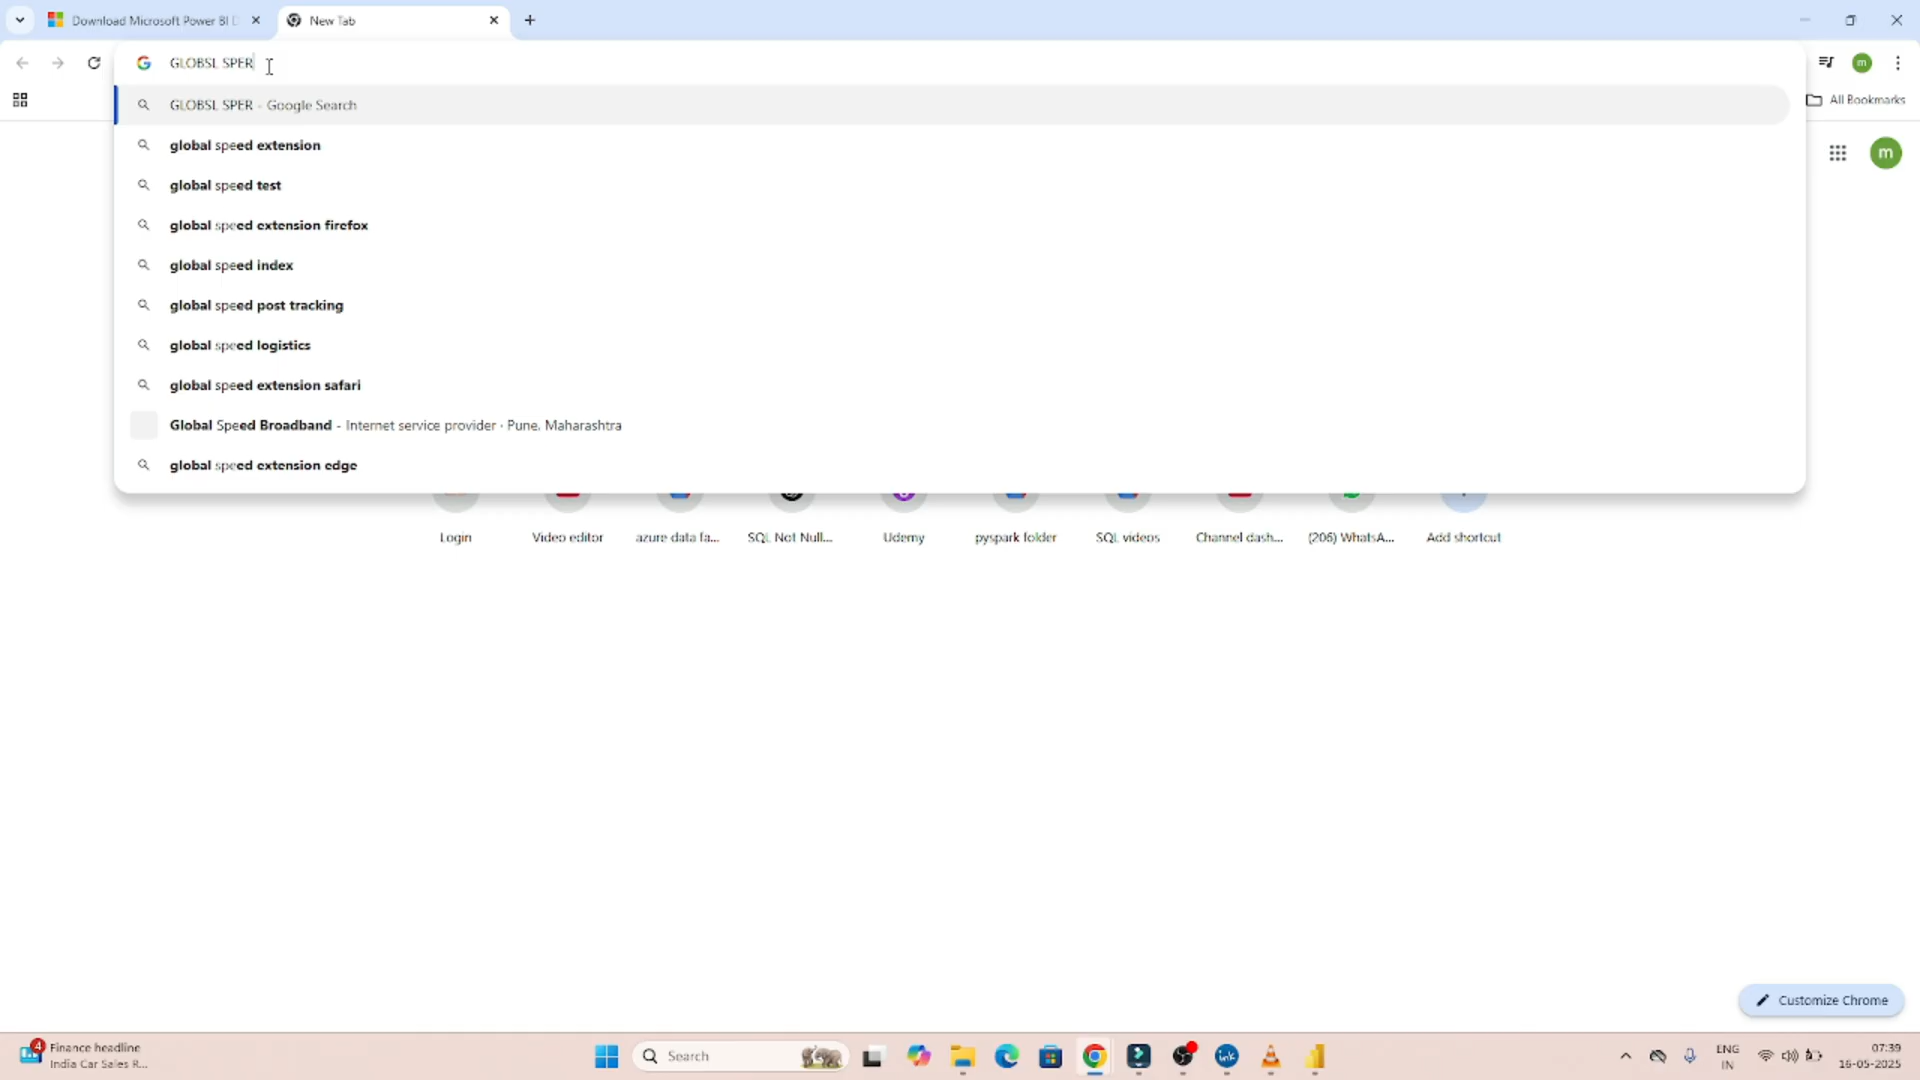 Download Microsoft Power BI D
New Tab
GLOBSL SPER
m
All Bookmarks
GLOBSL SPER - Google Search
global speed extension
m
global speed test
global speed extension firefox
global speed index
global speed post tracking
global speed logistics
global speed extension safari
Global Speed Broadband - Internet service provider · Pune, Maharashtra
global speed extension edge
Login
Video editor
azure data fa...
SQL Not Null...
Udemy
pyspark folder
SQL videos
Channel dash...
(206) WhatsA...
Add shortcut
Customize Chrome
4
Finance headline
India Car Sales R...
Search
ink
ENG
IN
07:39
16-05-2025